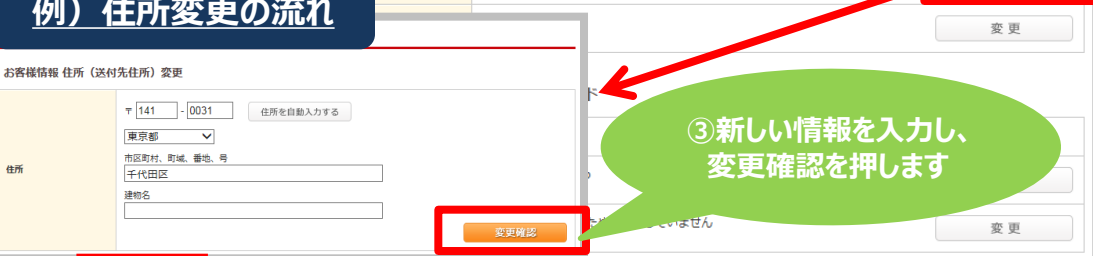 例）住所変更の流れ
変 更
お客様情報 住所（送付先住所）変更
〒 141 - 0031 住所を自動入力する
東京都
市区町村、町域、番地、号
住所
千代田区
建物名
変更確認
ド
③新しい情報を入力し、
変更確認を押します
いません
変 更